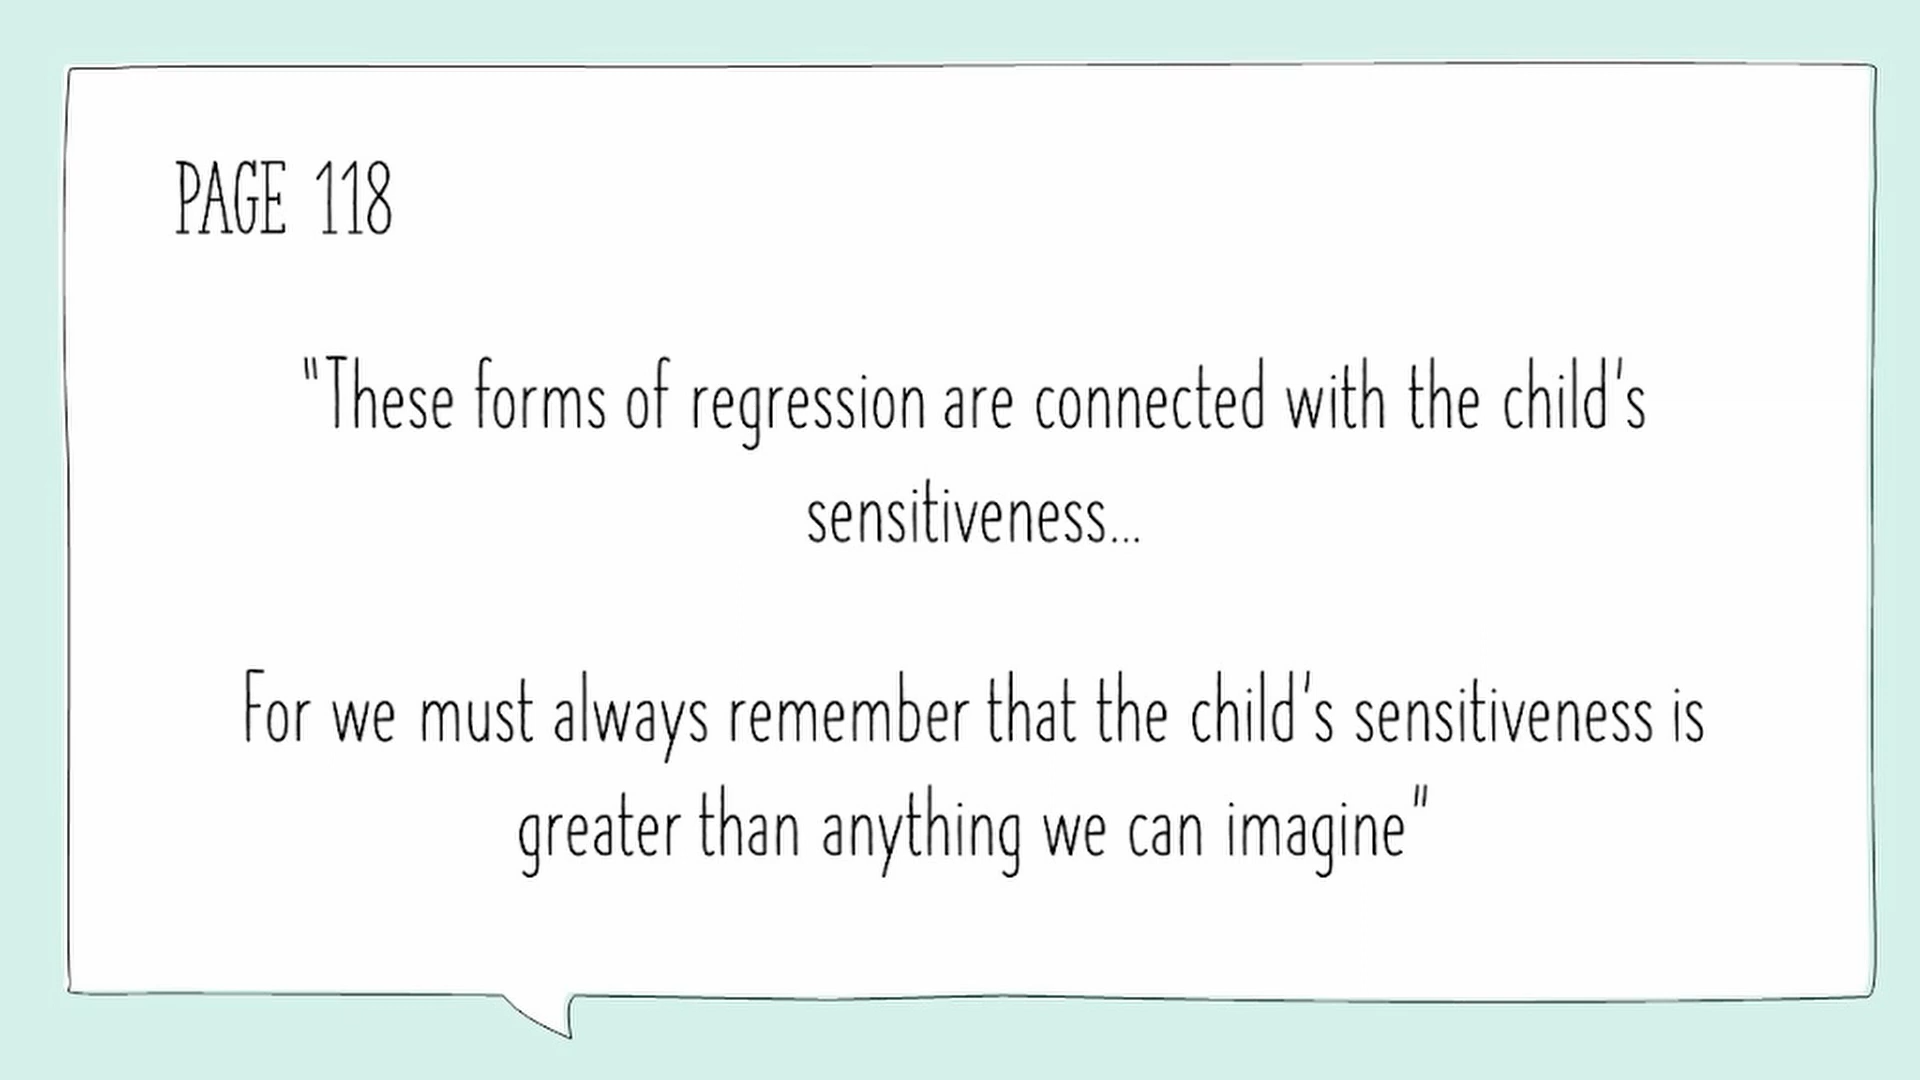 PAGE 118
"These forms of regression are connected with the child's
sensitiveness...
For we must always remember that the child's sensitiveness is
greater than anything we can imagine"